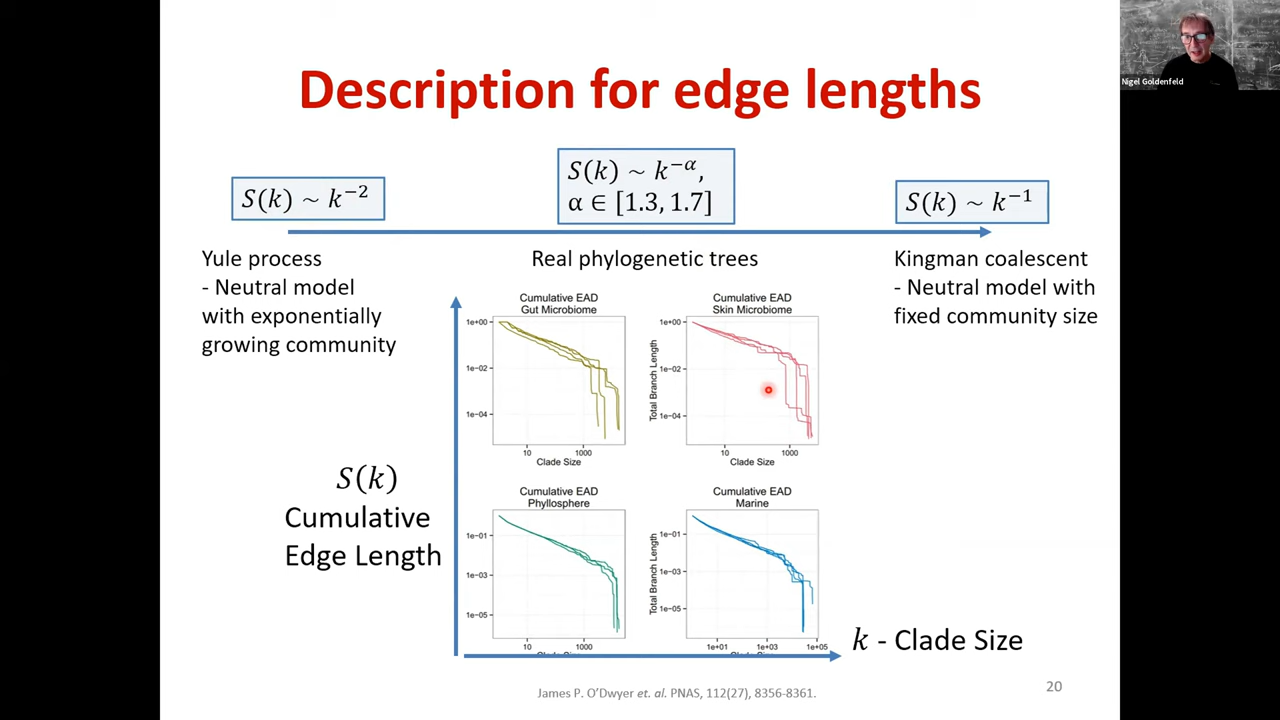 Nigel Goldenfeld
Description for edge lengths
S(k) ~ k⁻²
S(k) ~ k^{-α},
α ∈ [1.3, 1.7]
S(k) ~ k⁻¹
Yule process
- Neutral model
with exponentially
growing community
Real phylogenetic trees
Kingman coalescent
- Neutral model with
fixed community size
Cumulative EAD
Gut Microbiome
1e+00
1e−02
1e−04
10 1000
Clade Size
Cumulative EAD
Skin Microbiome
Total Branch Length
1e+00
1e−02
1e−04
10 1000
Clade Size
S(k)
Cumulative
Edge Length
Cumulative EAD
Phyllosphere
1e−01
1e−03
1e−05
10 1000
Cumulative EAD
Marine
Total Branch Length
1e−01
1e−03
1e−05
1e+01 1e+03 1e+05
k - Clade Size
James P. O’Dwyer et. al. PNAS, 112(27), 8356-8361.
20